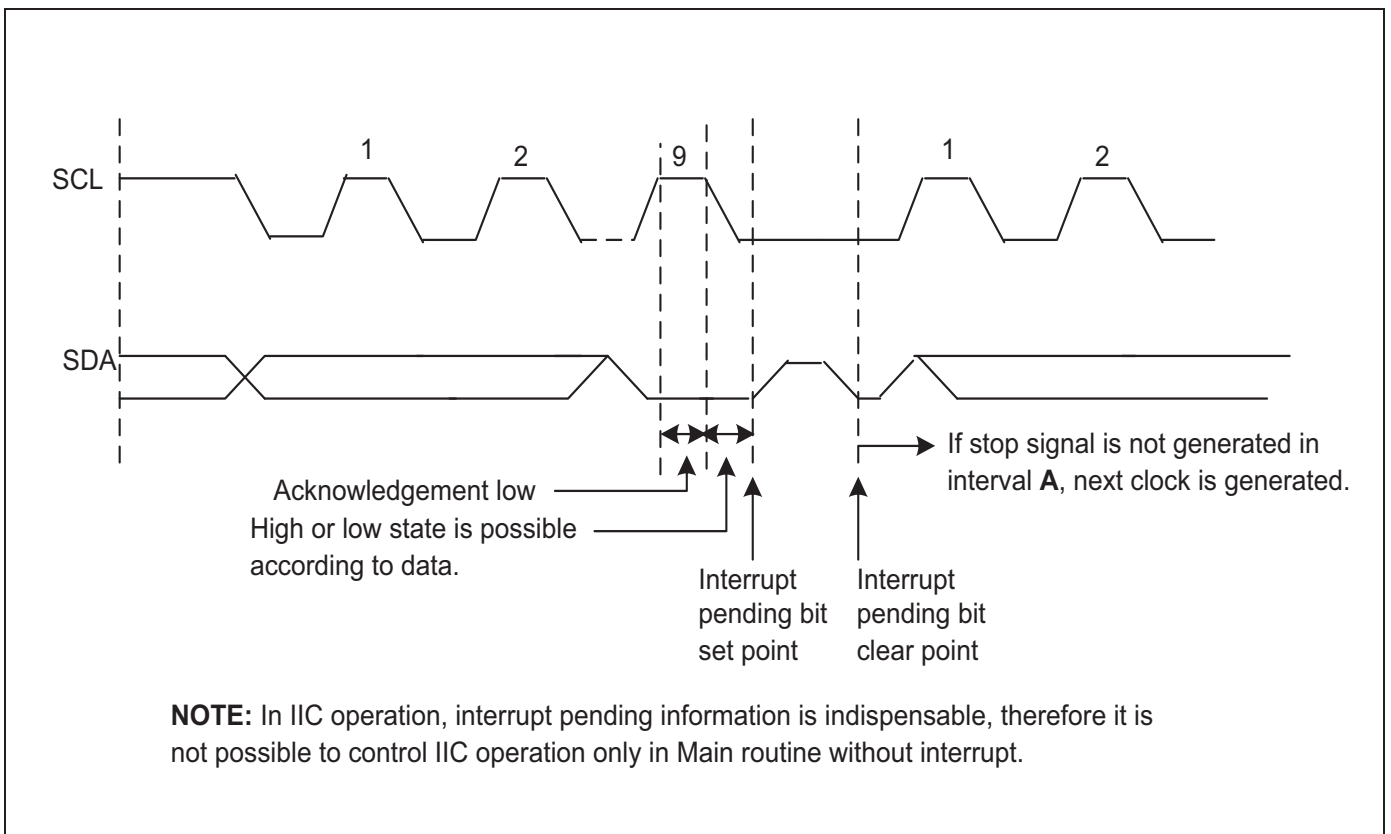 1
2
9
1
2
SCL
SDA
If stop signal is not generated in
interval A, next clock is generated.
Acknowledgement low
High or low state is possible
according to data.
Interrupt
pending bit
set point
Interrupt
pending bit
clear point
NOTE: In IIC operation, interrupt pending information is indispensable, therefore it is
not possible to control IIC operation only in Main routine without interrupt.